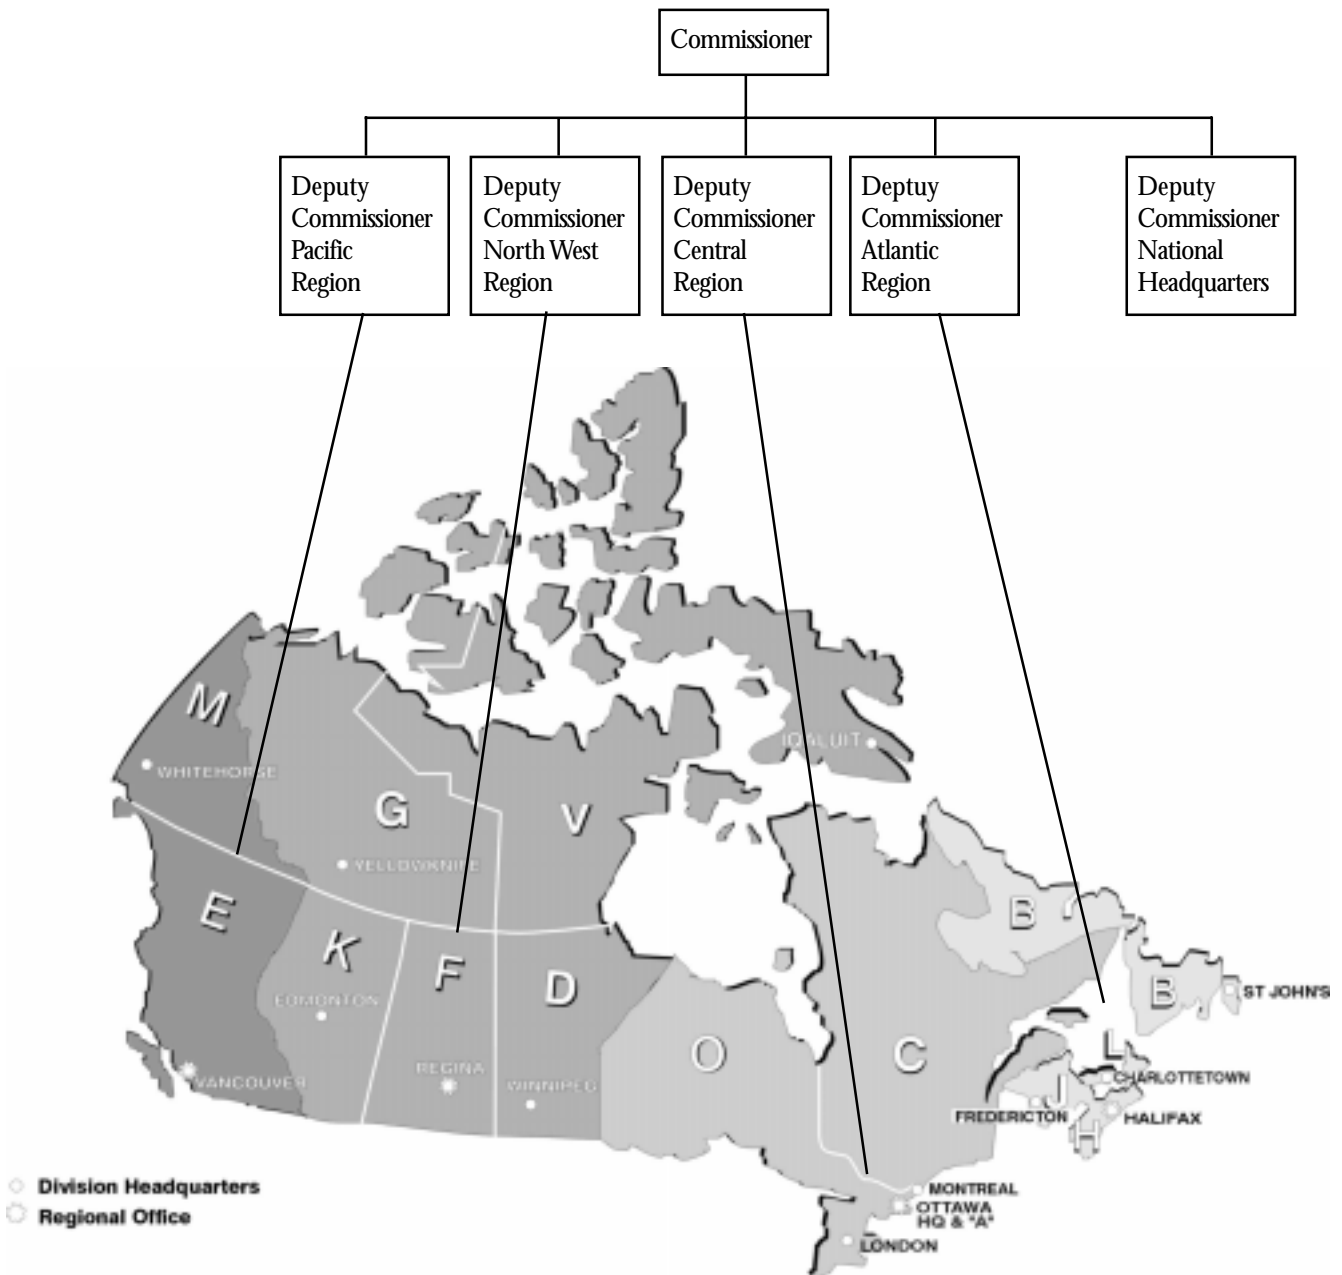 Commissioner
Deputy
Commissioner
Pacific
Region
Deputy
Commissioner
North West
Region
Deputy
Commissioner
Central
Region
Deptuy
Commissioner
Atlantic
Region
Deputy
Commissioner
National
Headquarters
M
WHITEHORSE
G
YELLOWKNIFE
V
IQALUIT
E
VANCOUVER
K
EDMONTON
F
REGINA
D
WINNIPEG
O
C
B
B
ST JOHN'S
L
CHARLOTTETOWN
J
FREDERICTON
H
HALIFAX
MONTREAL
OTTAWA
HQ & "A"
LONDON
Division Headquarters
Regional Office